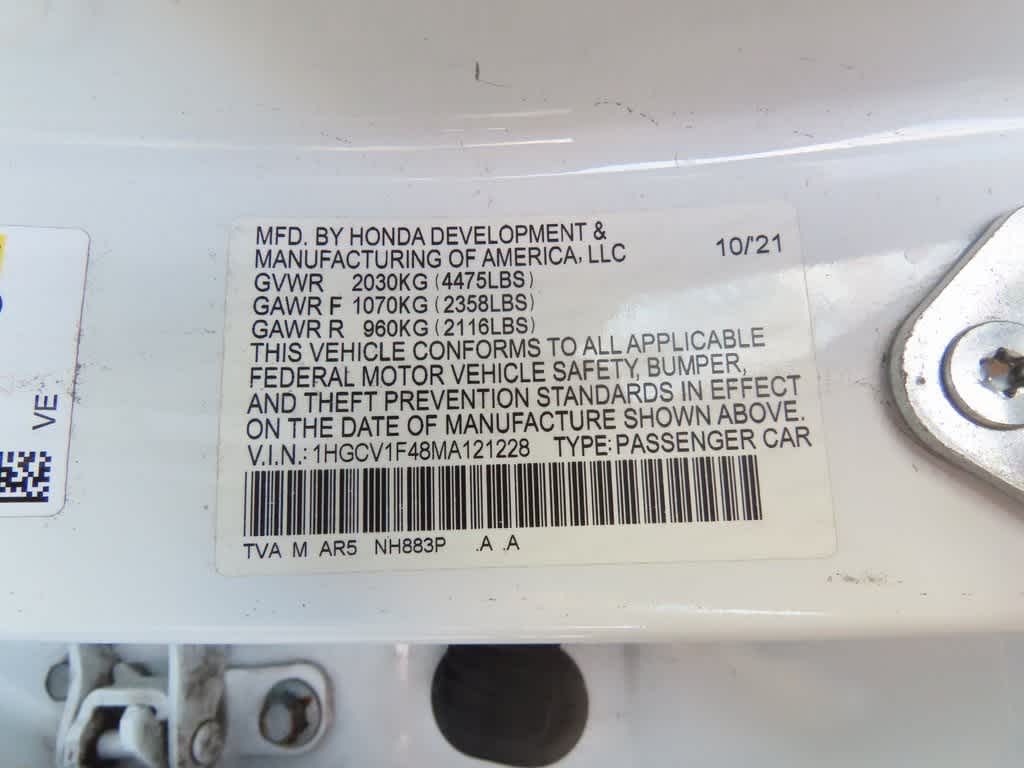 MFD. BY HONDA DEVELOPMENT &
MANUFACTURING OF AMERICA, LLC 10/'21
GVWR 2030KG (4475LBS)
GAWR F 1070KG (2358LBS)
GAWR R 960KG (2116LBS)
THIS VEHICLE CONFORMS TO ALL APPLICABLE
FEDERAL MOTOR VEHICLE SAFETY, BUMPER,
AND THEFT PREVENTION STANDARDS IN EFFECT
ON THE DATE OF MANUFACTURE SHOWN ABOVE.
V.I.N.: 1HGCV1F48MA121228 TYPE: PASSENGER CAR
TVA M AR5 NH883P .A .A
VE